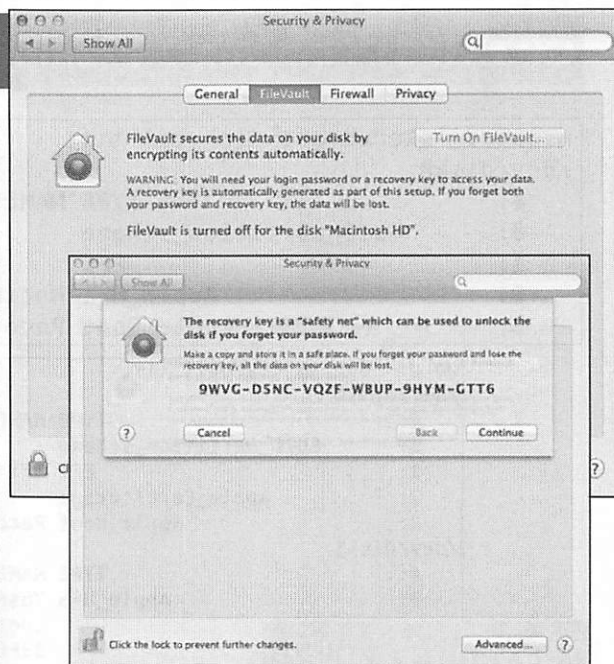 Security & Privacy
Show All
General FileVault Firewall Privacy
FileVault secures the data on your disk by
encrypting its contents automatically.
Turn On FileVault...
WARNING: You will need your login password or a recovery key to access your data.
A recovery key is automatically generated as part of this setup. If you forget both
your password and recovery key, the data will be lost.
FileVault is turned off for the disk "Macintosh HD".
Security & Privacy
Show All
The recovery key is a "safety net" which can be used to unlock the
disk if you forget your password.
Make a copy and store it in a safe place. If you forget your password and lose the
recovery key, all the data on your disk will be lost.
9WVG-DSNC-VQZF-WBUP-9HYM-GTT6
? Cancel Back Continue
?
Click the lock to prevent further changes.
Advanced... ?